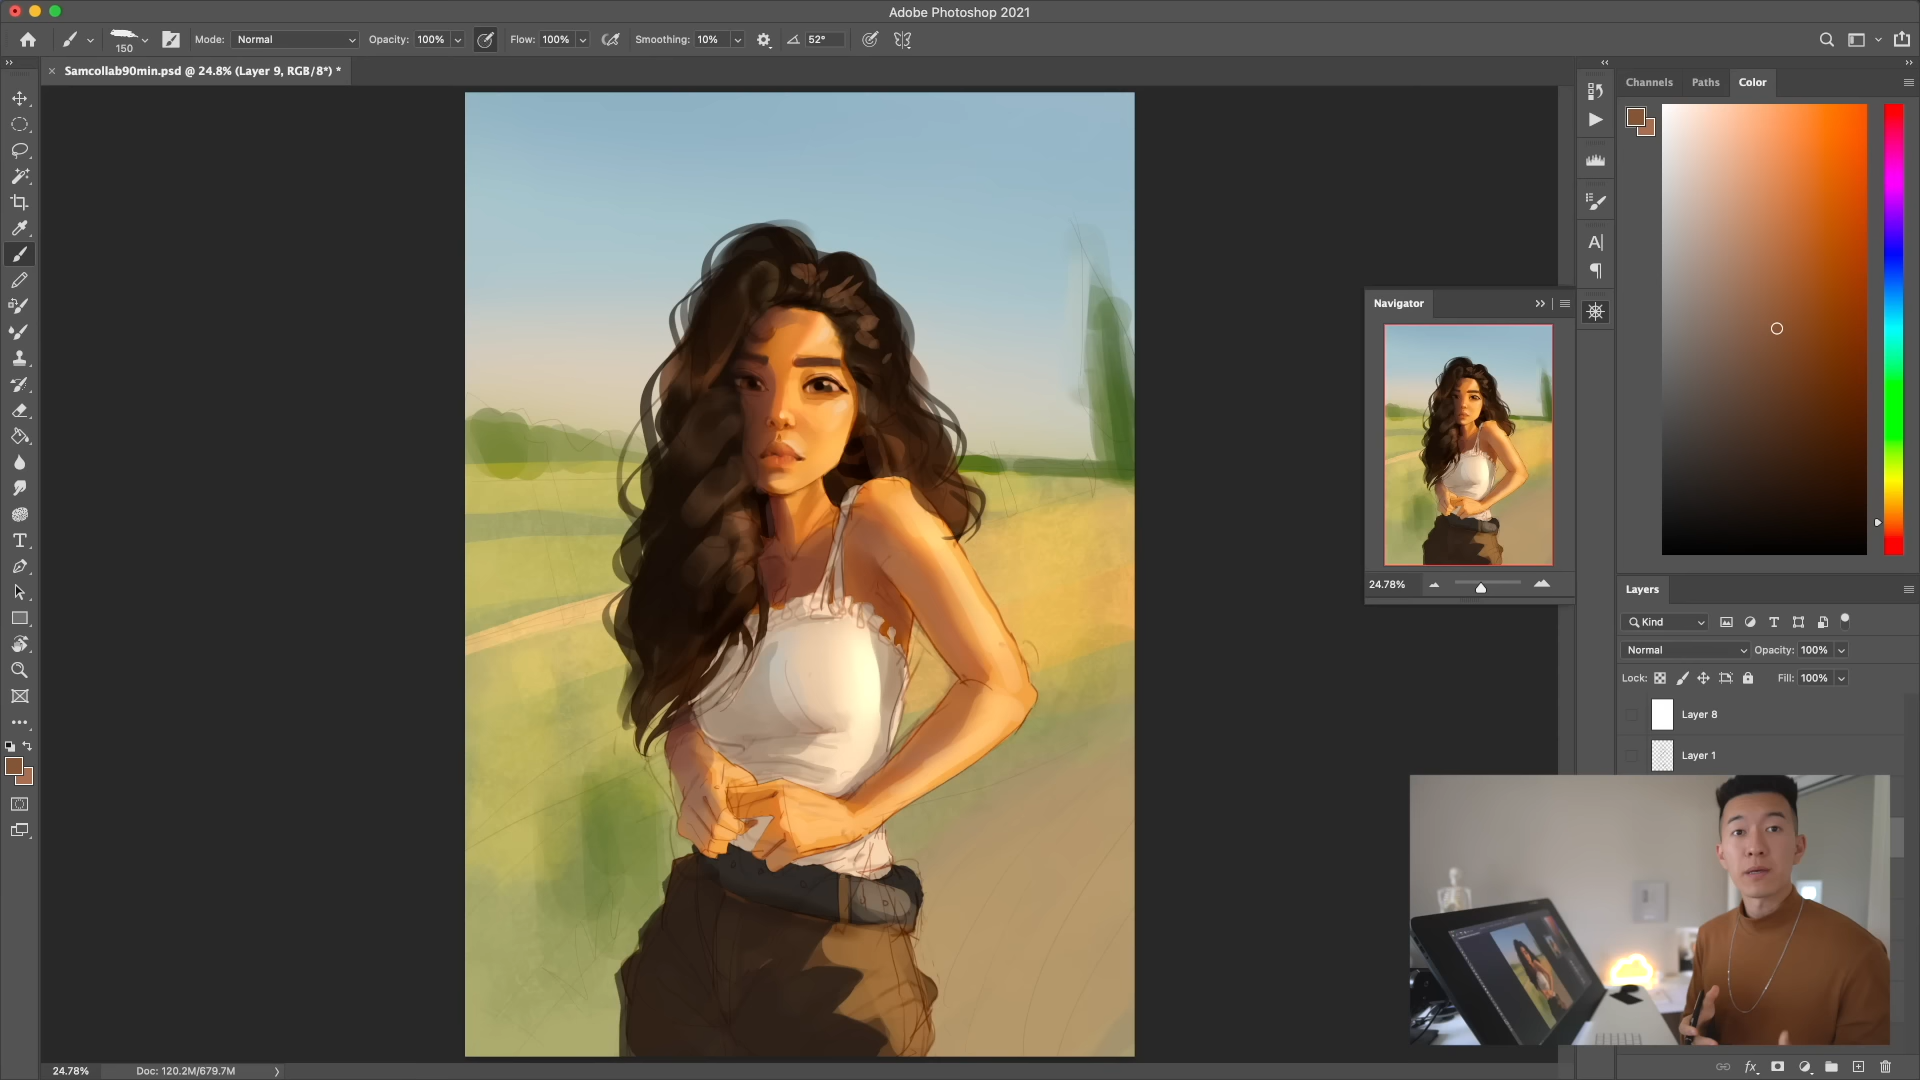 Adobe Photoshop 2021
150
Mode: Normal
Opacity: 100%
Flow: 100%
Smoothing: 10%
52°
Samcollab90min.psd @ 24.8% (Layer 9, RGB/8*) *
Channels
Paths
Color
Navigator
24.78%
Layers
Kind
Normal
Opacity: 100%
Lock:
Fill: 100%
Layer 8
Layer 1
24.78%
Doc: 120.2M/679.7M